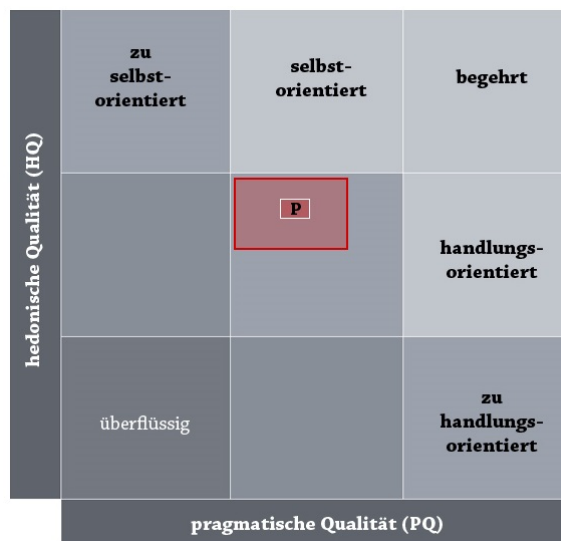 zu
selbst-
orientiert
selbst-
orientiert
begehrt
hedonische Qualität (HQ)
P
handlungs-
orientiert
überflüssig
zu
handlungs-
orientiert
pragmatische Qualität (PQ)